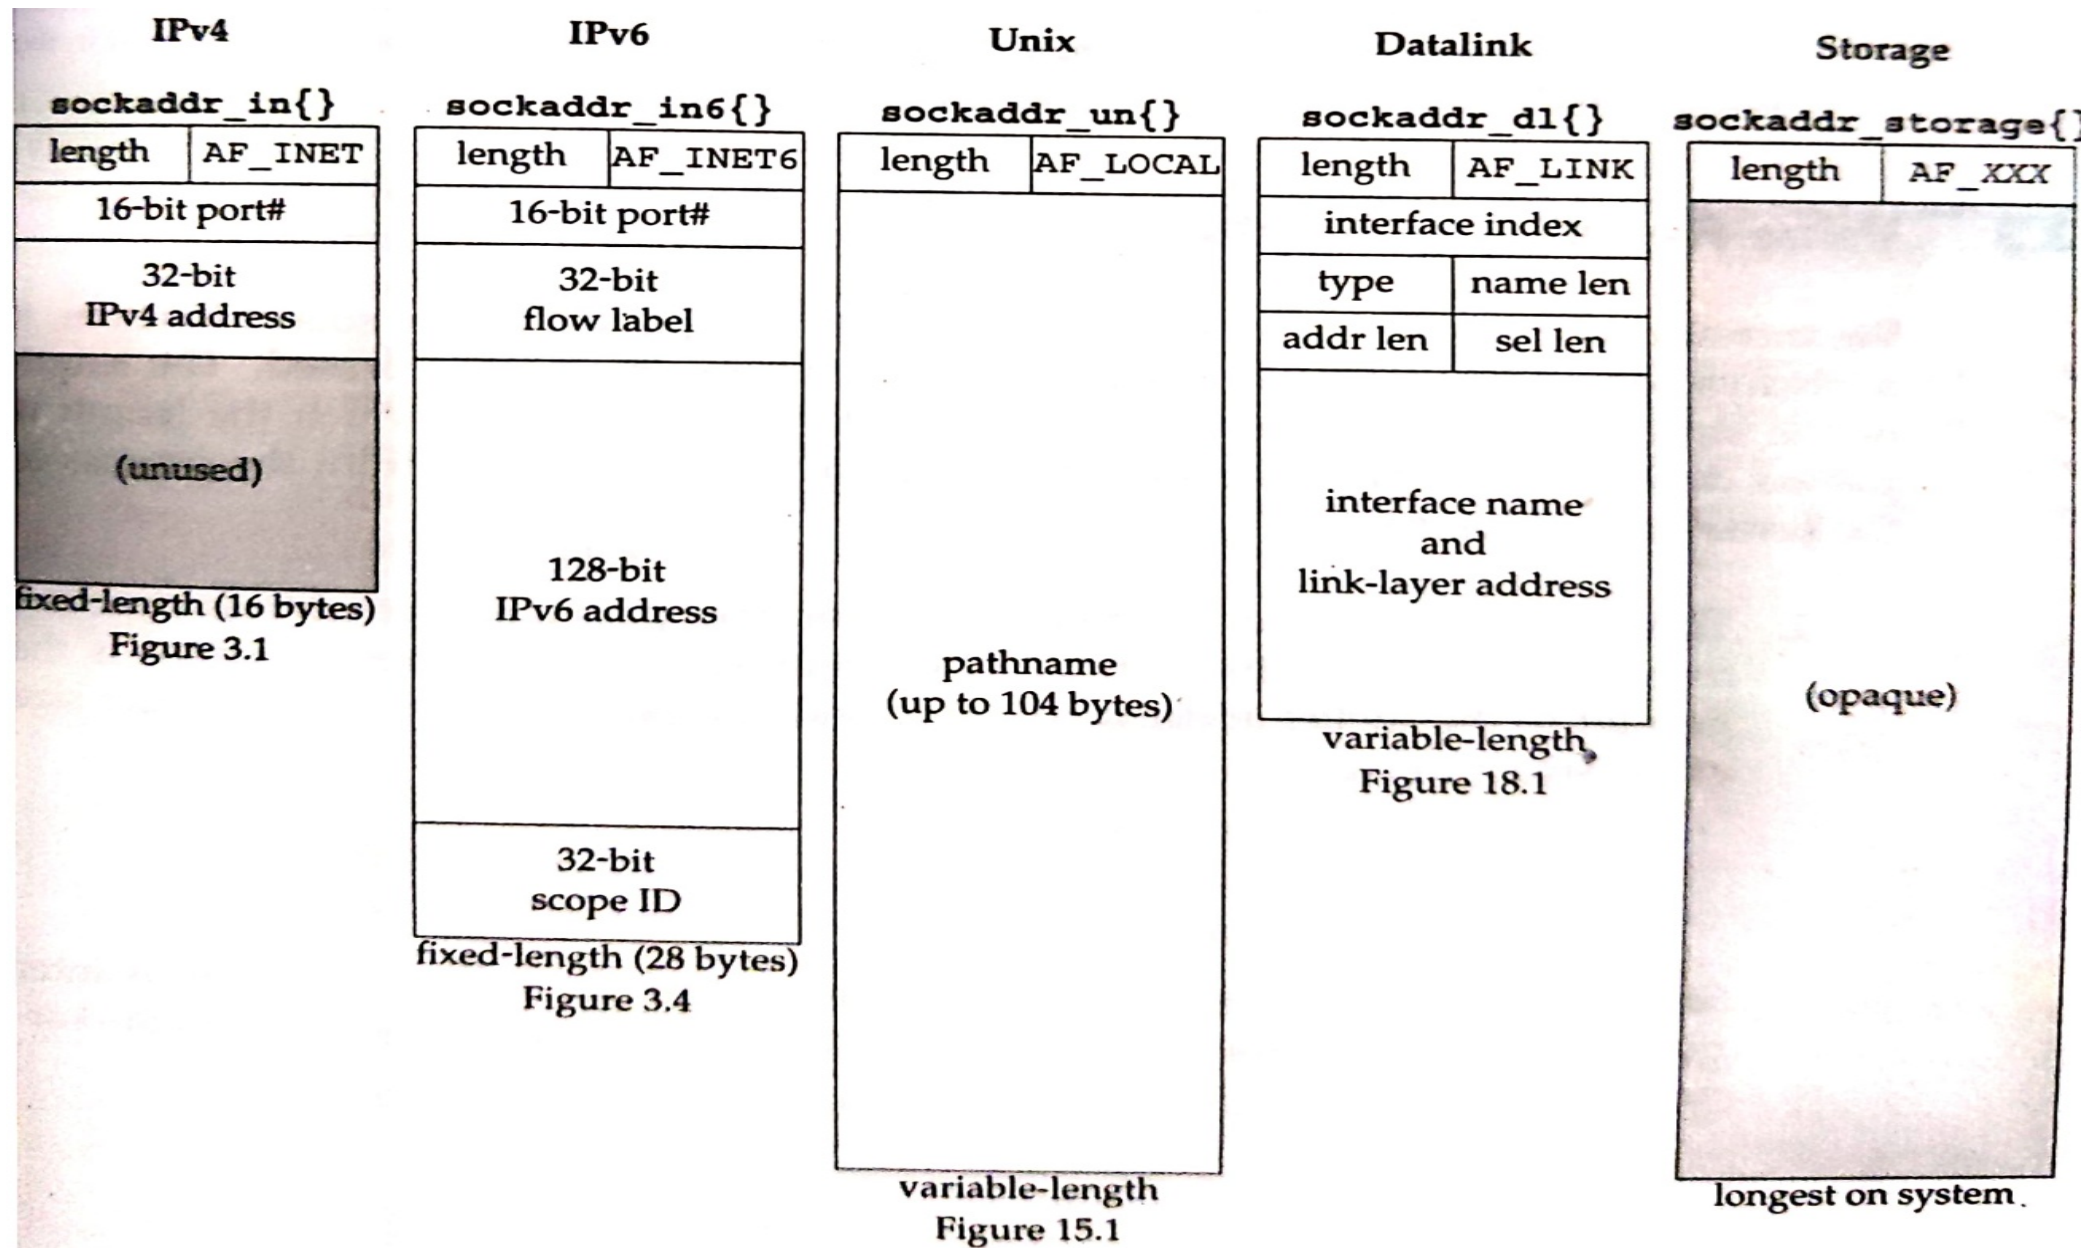 IPv4
sockaddr_in{}
length AF_INET
16-bit port#
32-bit
IPv4 address
(unused)
fixed-length (16 bytes)
Figure 3.1
IPv6
sockaddr_in6{}
length AF_INET6
16-bit port#
32-bit
flow label
128-bit
IPv6 address
32-bit
scope ID
fixed-length (28 bytes)
Figure 3.4
Unix
sockaddr_un{}
length AF_LOCAL
pathname
(up to 104 bytes)
variable-length
Figure 15.1
Datalink
sockaddr_dl{}
length AF_LINK
interface index
type name len
addr len sel len
interface name
and
link-layer address
variable-length
Figure 18.1
Storage
sockaddr_storage{}
length AF_XXX
(opaque)
longest on system